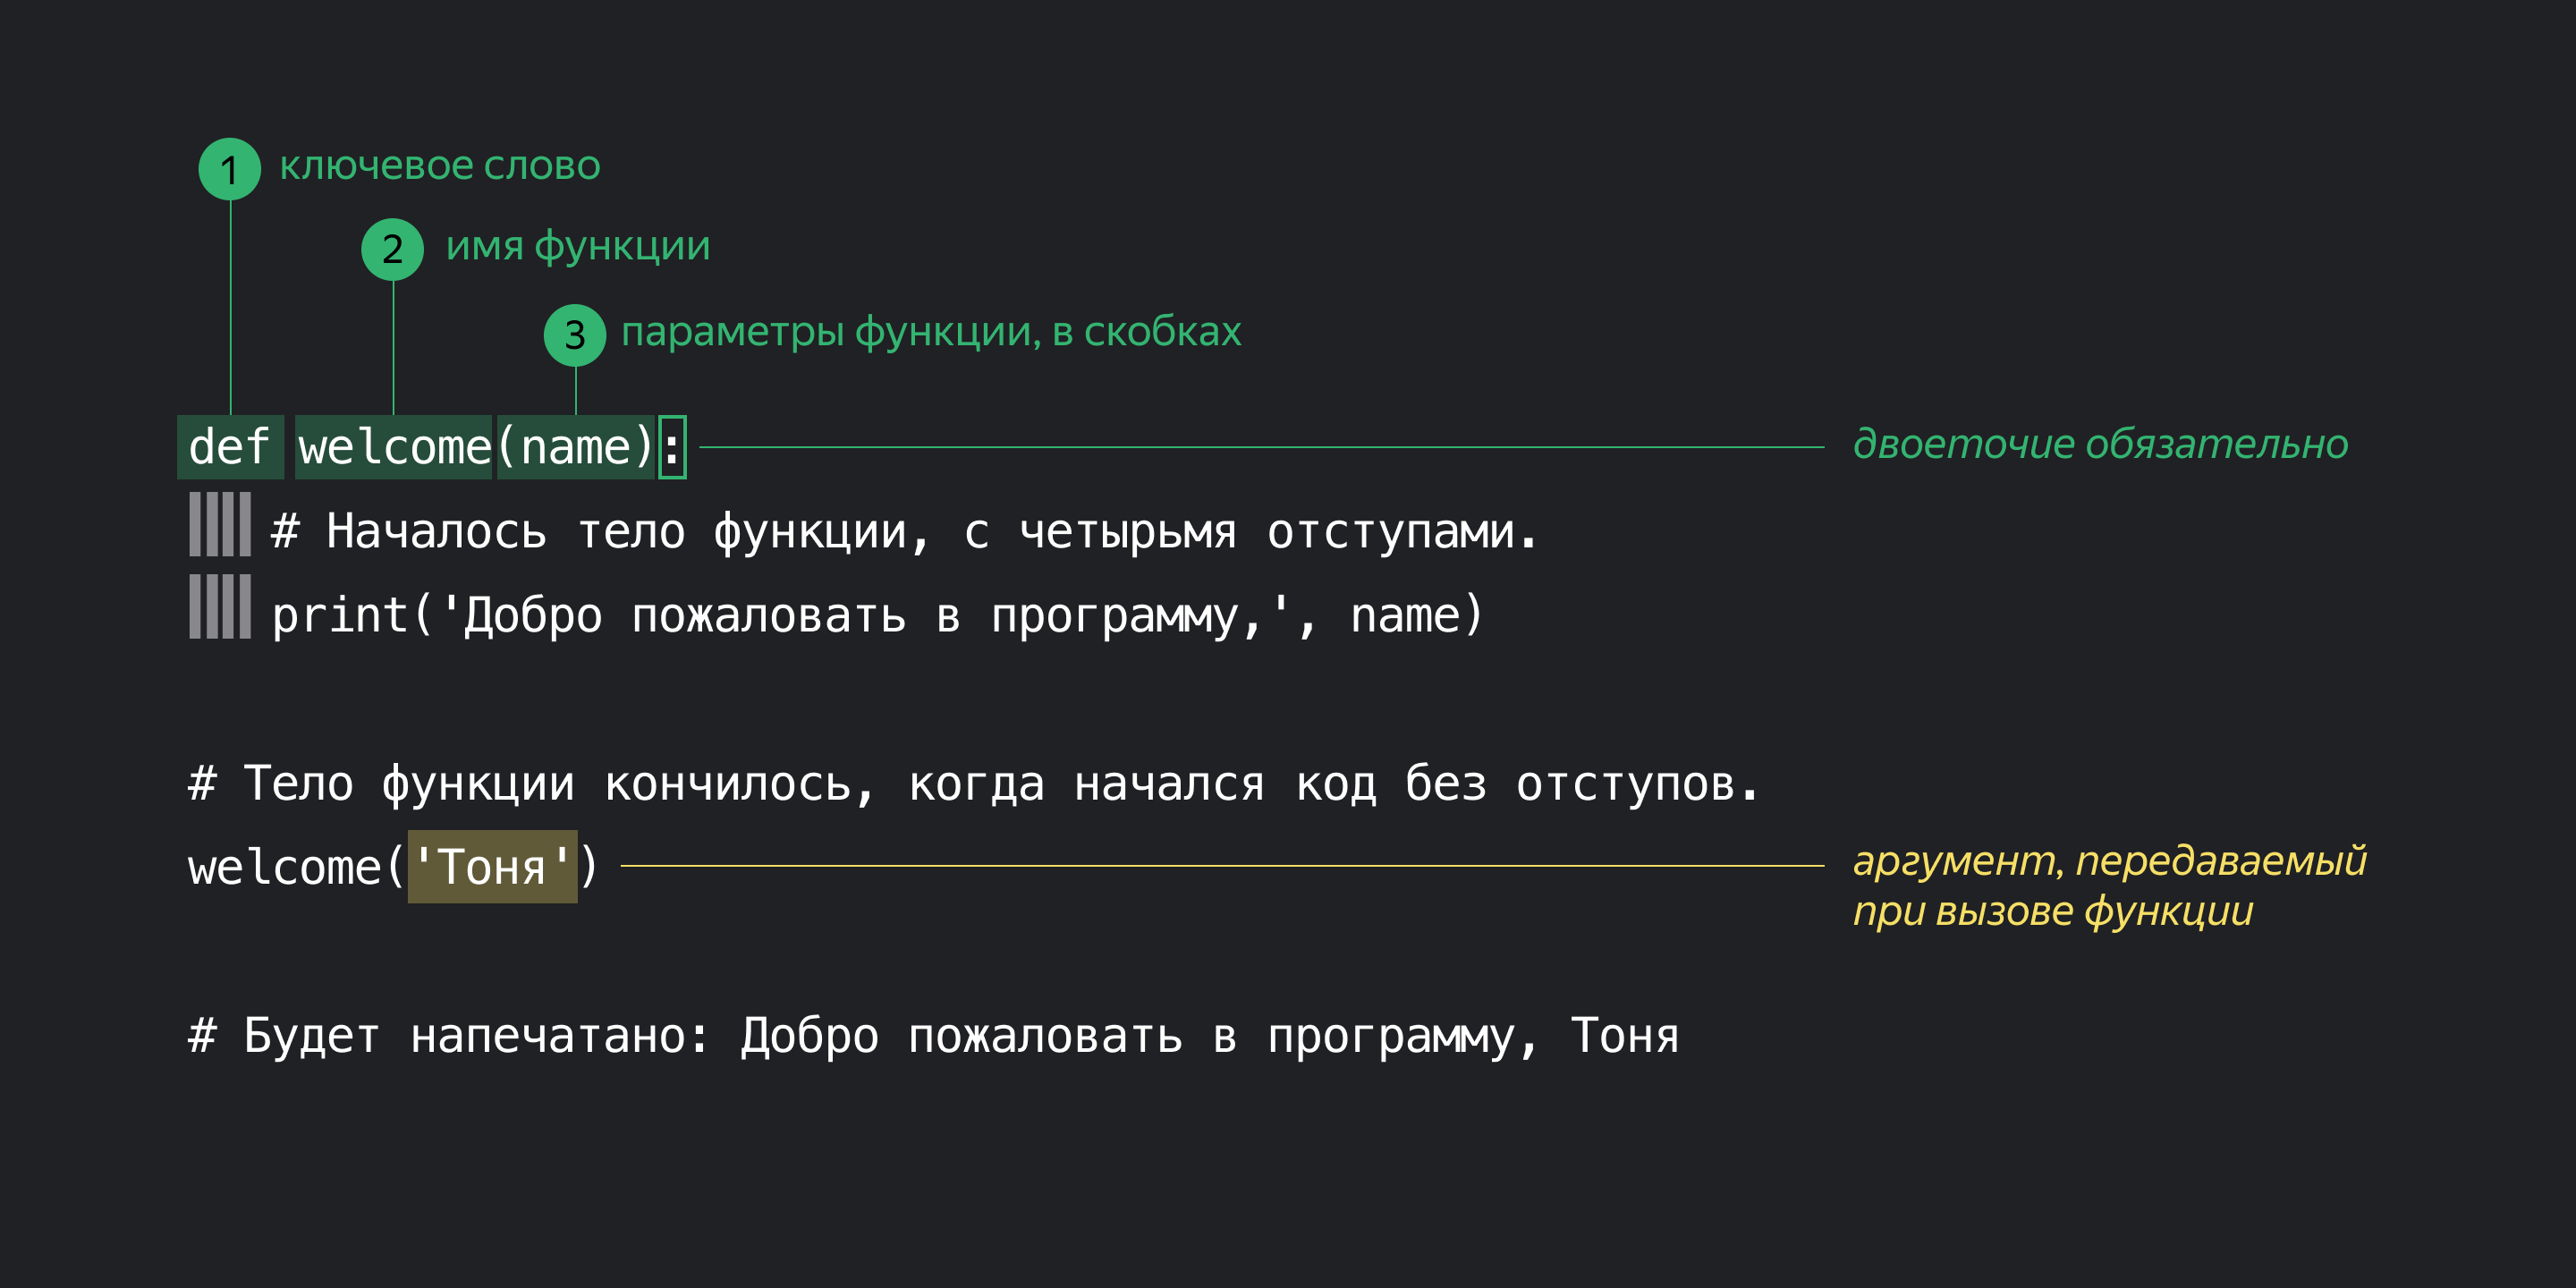 1 ключевое слово
2 имя функции
3 параметры функции, в скобках
def welcome(name): двоеточие обязательно
# Началось тело функции, с четырьмя отступами.
print('Добро пожаловать в программу,', name)
# Тело функции кончилось, когда начался код без отступов.
welcome('Тоня') аргумент, передаваемый
при вызове функции
# Будет напечатано: Добро пожаловать в программу, Тоня